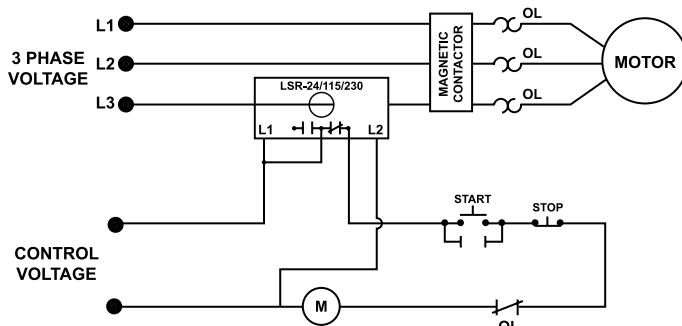 L1
OL
3 PHASE
VOLTAGE
L2
OL
MAGNETIC
CONTACTOR
MOTOR
LSR-24/115/230
L3
OL
L1
L2
START
STOP
CONTROL
VOLTAGE
M
OL